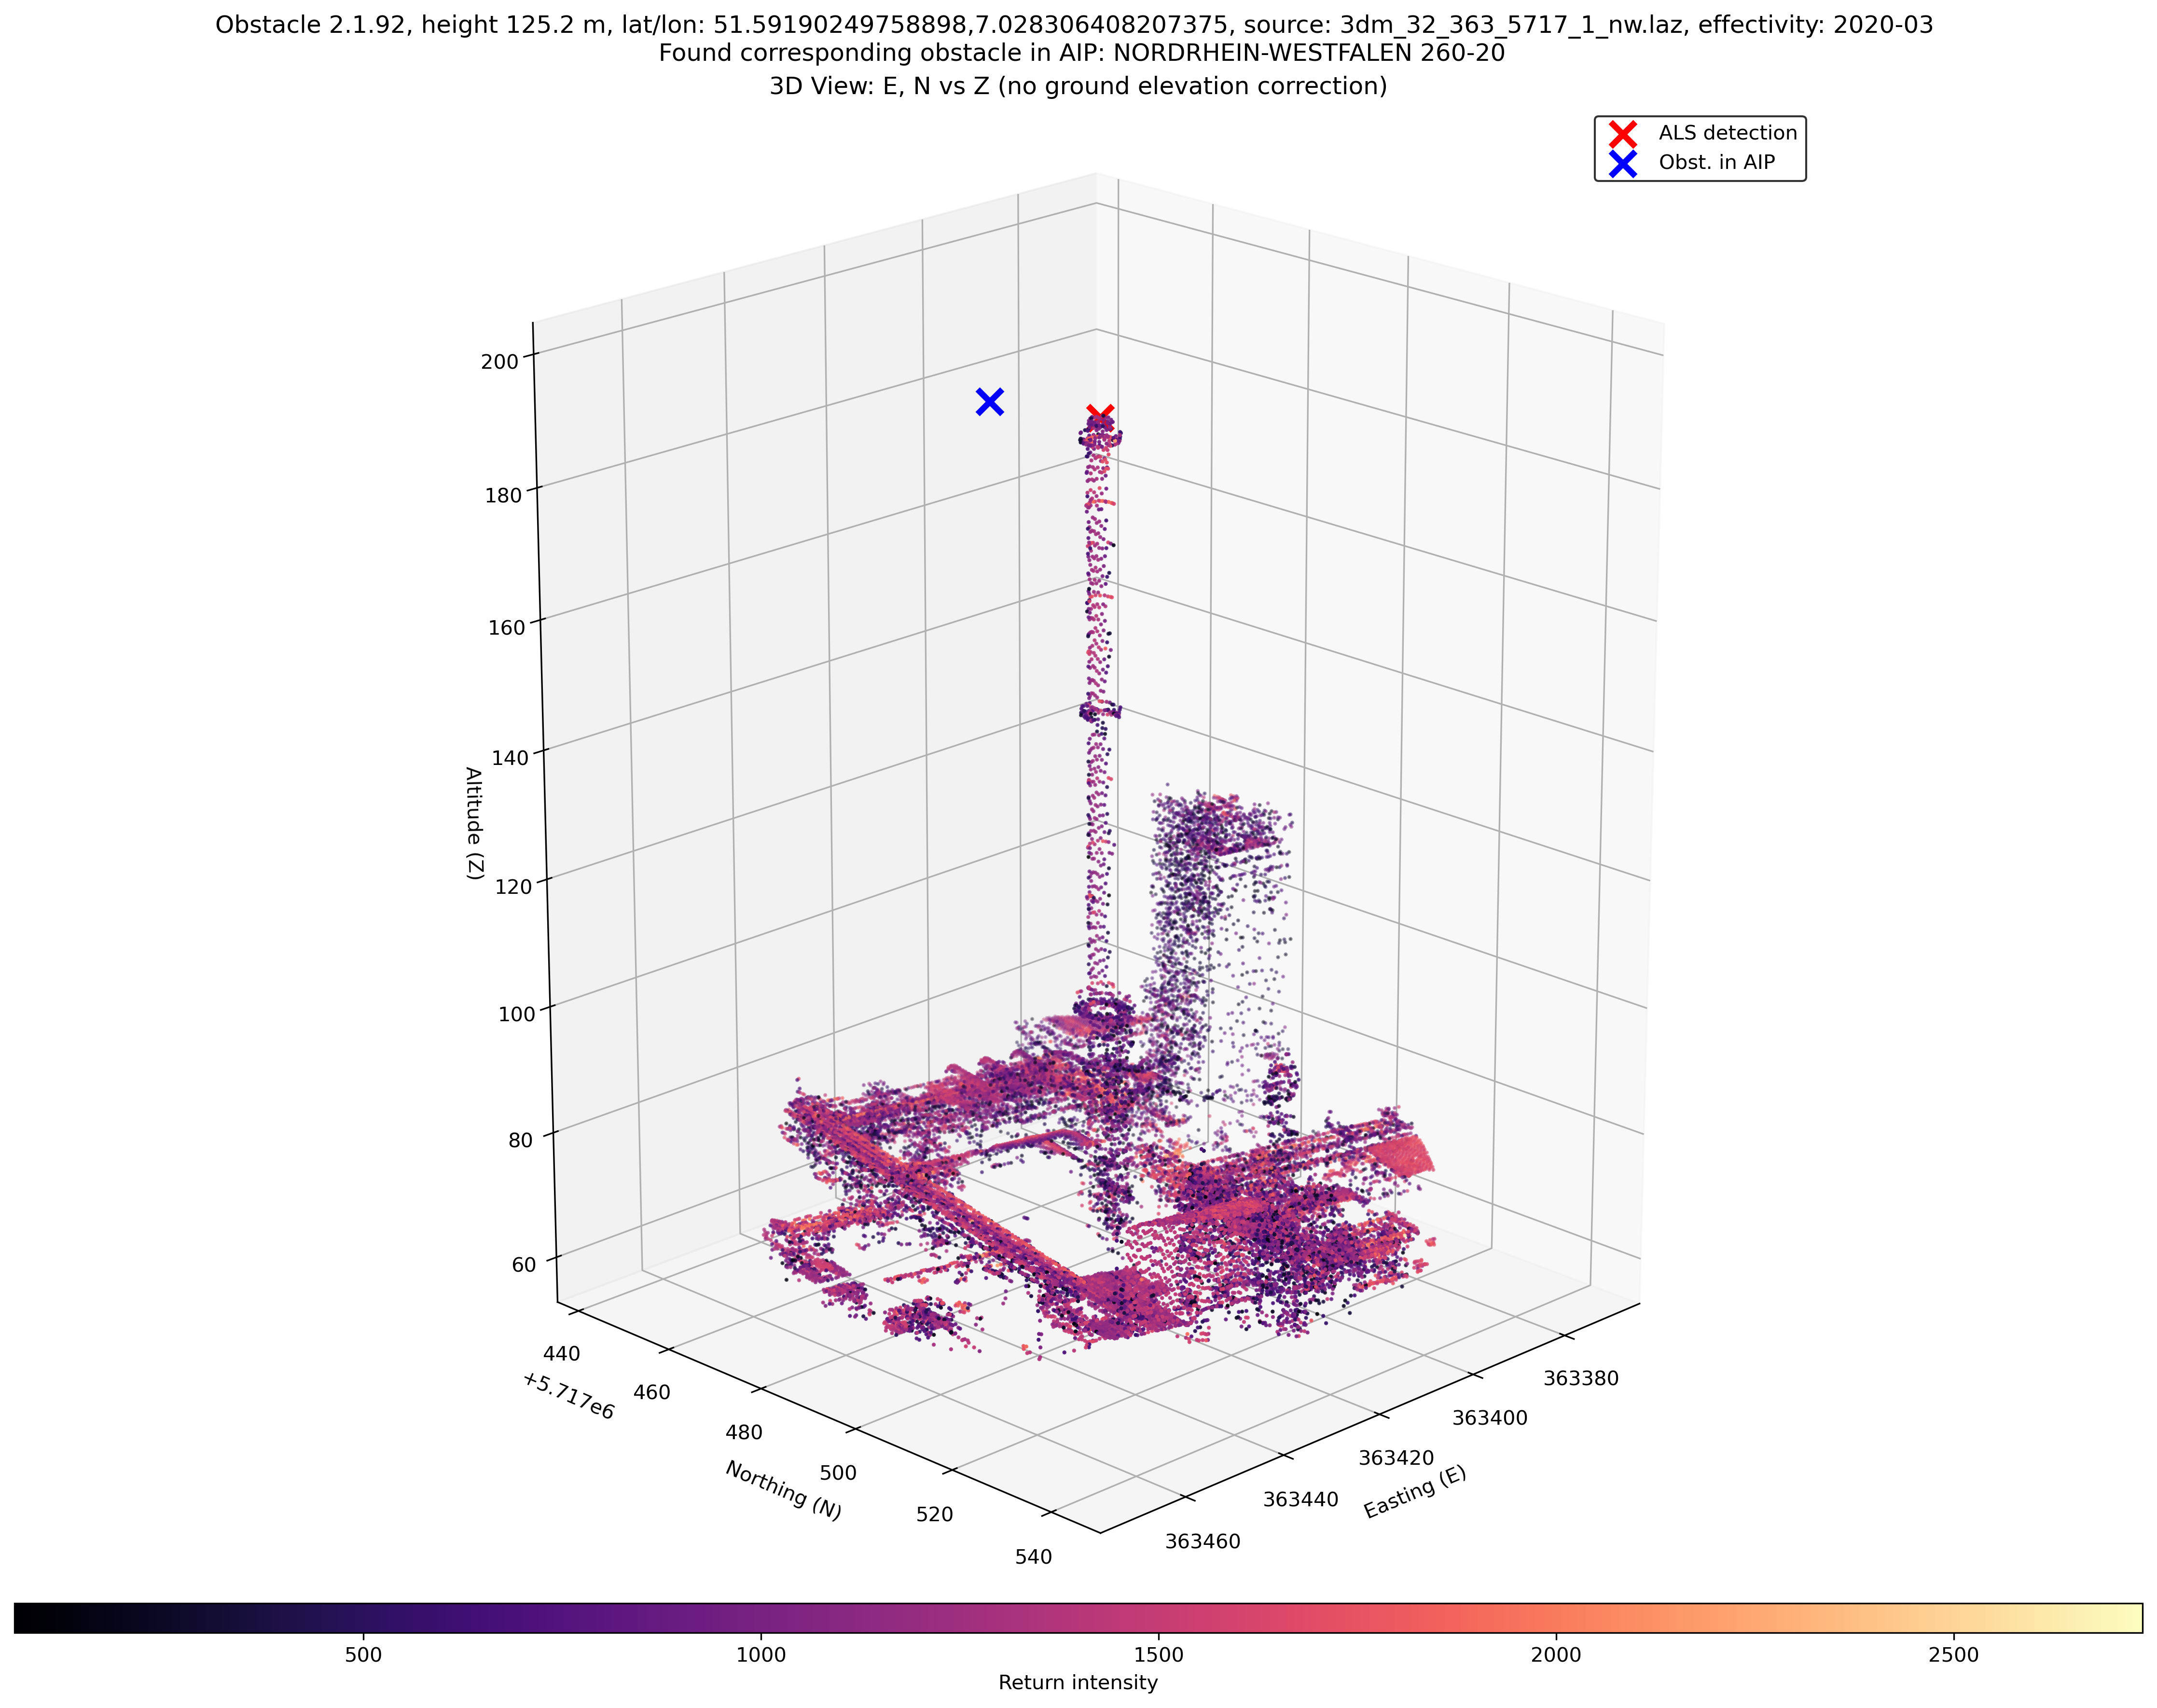 Obstacle 2.1.92, height 125.2 m, lat/lon: 51.59190249758898,7.028306408207375, source: 3dm_32_363_5717_1_nw.laz, effectivity: 2020-03
Found corresponding obstacle in AIP: NORDRHEIN-WESTFALEN 260-20
3D View: E, N vs Z (no ground elevation correction)
ALS detection
Obst. in AIP
200
180
160
140
120
100
80
60
Altitude (Z)
440
460
480
500
520
540
+5.717e6
Northing (N)
363380
363400
363420
363440
363460
Easting (E)
500
1000
1500
2000
2500
Return intensity